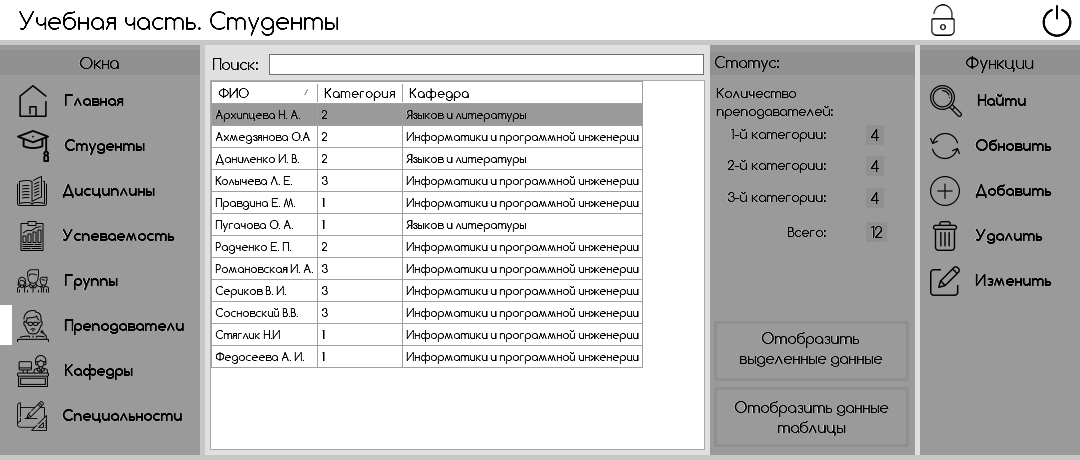 Учебная часть. Студенты
Окна
Главная
Студенты
Дисциплины
Успеваемость
Группы
Преподаватели
Кафедры
Специальности
Поиск:
ФИО Категория Кафедра
Архипцева Н. А. 2 Языков и литературы
Ахмедзянова О.А 2 Информатики и программной инженерии
Даниленко И. В. 2 Языков и литературы
Колычева Л. Е. 3 Информатики и программной инженерии
Правдина Е. М. 1 Информатики и программной инженерии
Пугачова О. А. 1 Языков и литературы
Радченко Е. П. 2 Информатики и программной инженерии
Романовская И. А. 3 Информатики и программной инженерии
Сериков В. И. 3 Информатики и программной инженерии
Сосновский В.В. 3 Информатики и программной инженерии
Стяглик Н.И 1 Информатики и программной инженерии
Федосеева А. И. 1 Информатики и программной инженерии
Статус:
Количество
преподавателей:
1-й категории: 4
2-й категории: 4
3-й категории: 4
Всего: 12
Отобразить
выделенные данные
Отобразить данные
таблицы
Функции
Найти
Обновить
Добавить
Удалить
Изменить